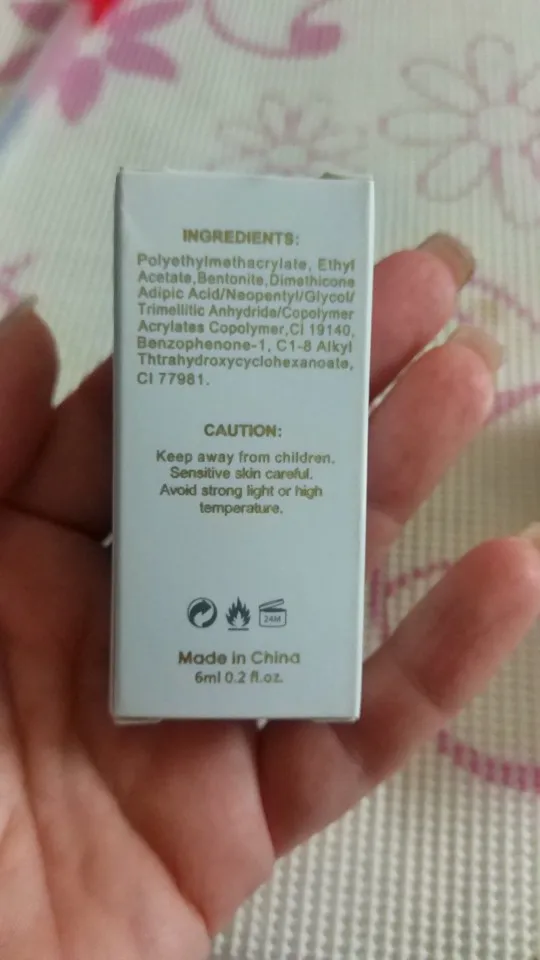 INGREDIENTS:
Polyethylmethacrylate, Ethyl
Acetate,Bentonite,Dimethicone
Adipic Acid/Neopentyl/Glycol/
Trimellitic Anhydride/Copolymer
Acrylates Copolymer,CI 19140,
Benzophenone-1, C1-8 Alkyl
Thtrahydroxycyclohexanoate,
CI 77981.
CAUTION:
Keep away from children.
Sensitive skin careful.
Avoid strong light or high
temperature.
24M
Made in China
6ml 0.2 fl.oz.